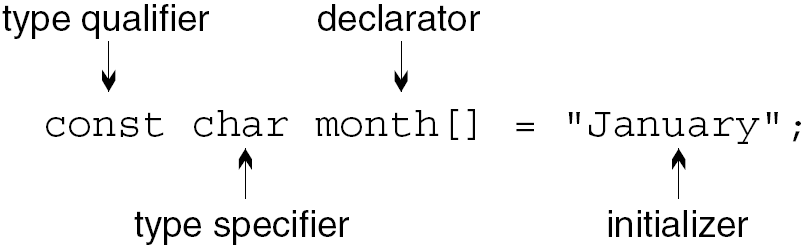 type qualifier declarator
const char month[] = "January";
type specifier initializer